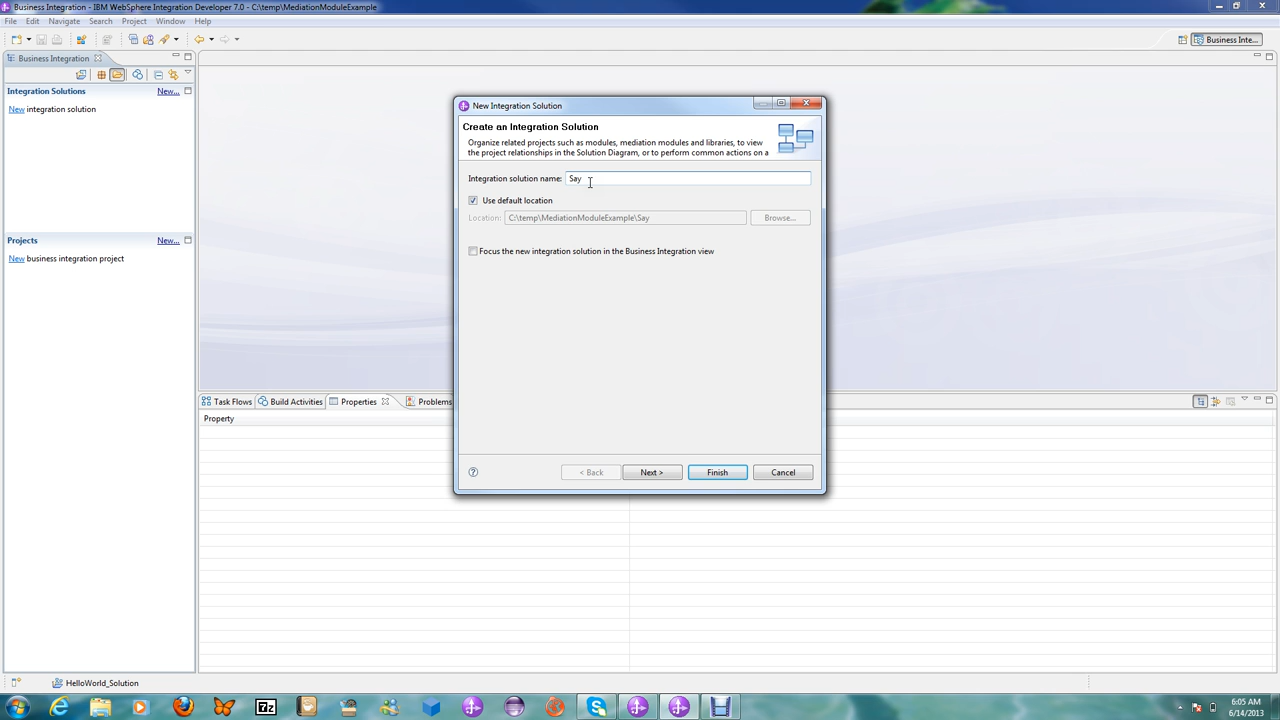 Business Integration - IBM WebSphere Integration Developer 7.0 - C:\temp\MediationModuleExample
File Edit Navigate Search Project Window Help
Business Inte...
Business Integration
Integration Solutions New...
New integration solution
Projects New...
New business integration project
New Integration Solution
Create an Integration Solution
Organize related projects such as modules, mediation modules and libraries, to view
the project relationships in the Solution Diagram, or to perform common actions on a
Integration solution name: Say
Use default location
Location: C:\temp\MediationModuleExample\Say Browse...
Focus the new integration solution in the Business Integration view
< Back Next > Finish Cancel
Task Flows Build Activities Properties Problems
Property
HelloWorld_Solution
7z
6:05 AM
6/14/2013